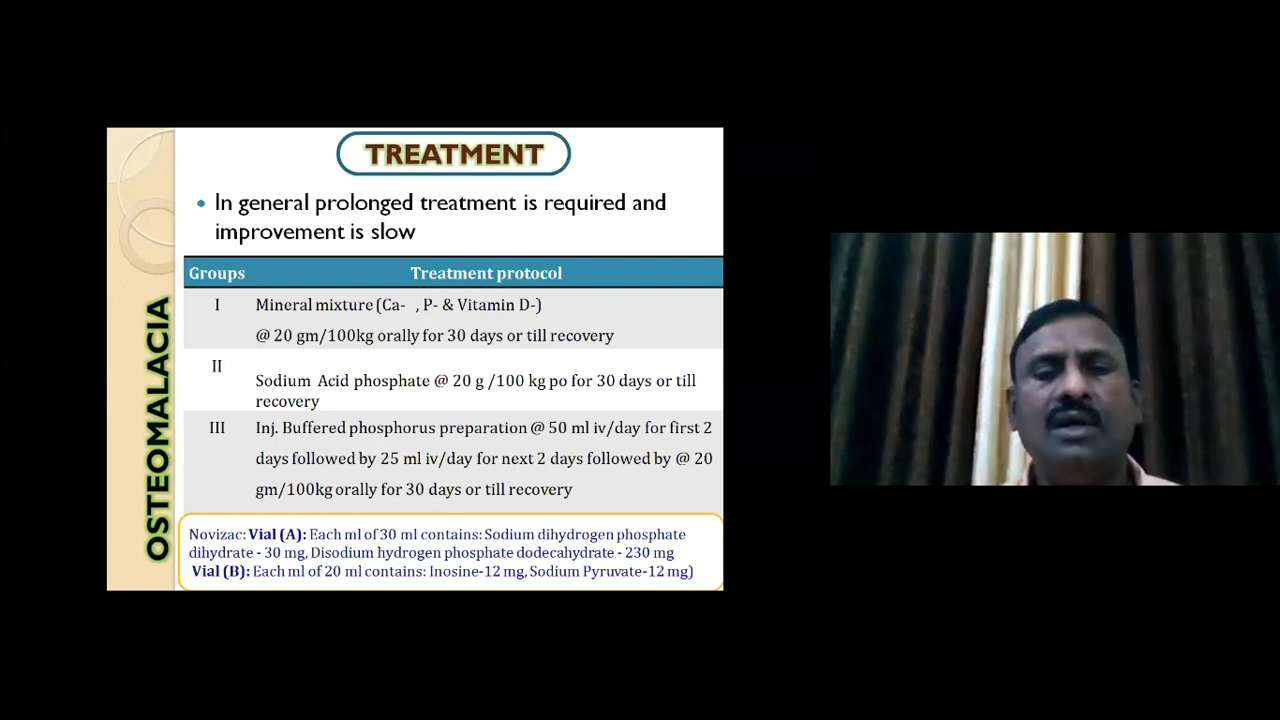 TREATMENT
• In general prolonged treatment is required and
improvement is slow
Groups Treatment protocol
I Mineral mixture (Ca- , P- & Vitamin D-)
@ 20 gm/100kg orally for 30 days or till recovery
II
Sodium Acid phosphate @ 20 g /100 kg po for 30 days or till
recovery
III Inj. Buffered phosphorus preparation @ 50 ml iv/day for first 2
days followed by 25 ml iv/day for next 2 days followed by @ 20
gm/100kg orally for 30 days or till recovery
Novizac: Vial (A): Each ml of 30 ml contains: Sodium dihydrogen phosphate
dihydrate - 30 mg, Disodium hydrogen phosphate dodecahydrate - 230 mg
Vial (B): Each ml of 20 ml contains: Inosine-12 mg, Sodium Pyruvate-12 mg)
OSTEOMALACIA